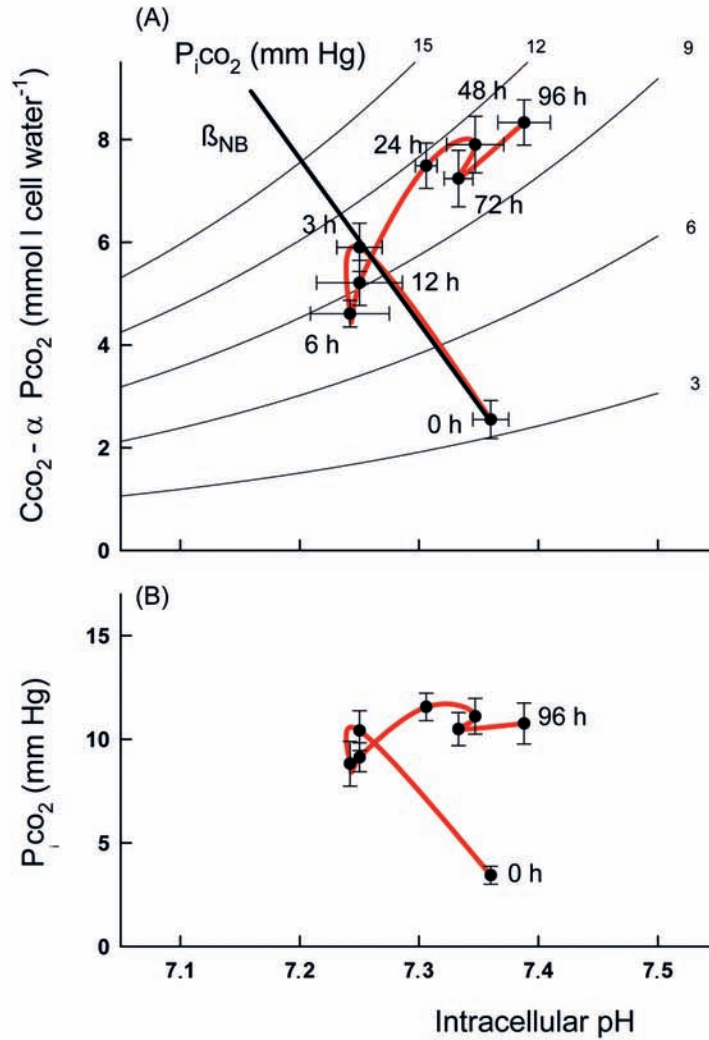 (A)
15
12
9
PᵢCO₂ (mm Hg)
48 h
96 h
ßNB
24 h
8
72 h
3 h
6
6
12 h
6 h
4
3
0 h
2
0
Cco₂ - α Pco₂ (mmol l cell water⁻¹)
7.1
7.2
7.3
7.4
7.5
(B)
15
96 h
10
5
0 h
0
Pᵢco₂ (mm Hg)
7.1
7.2
7.3
7.4
7.5
Intracellular pH